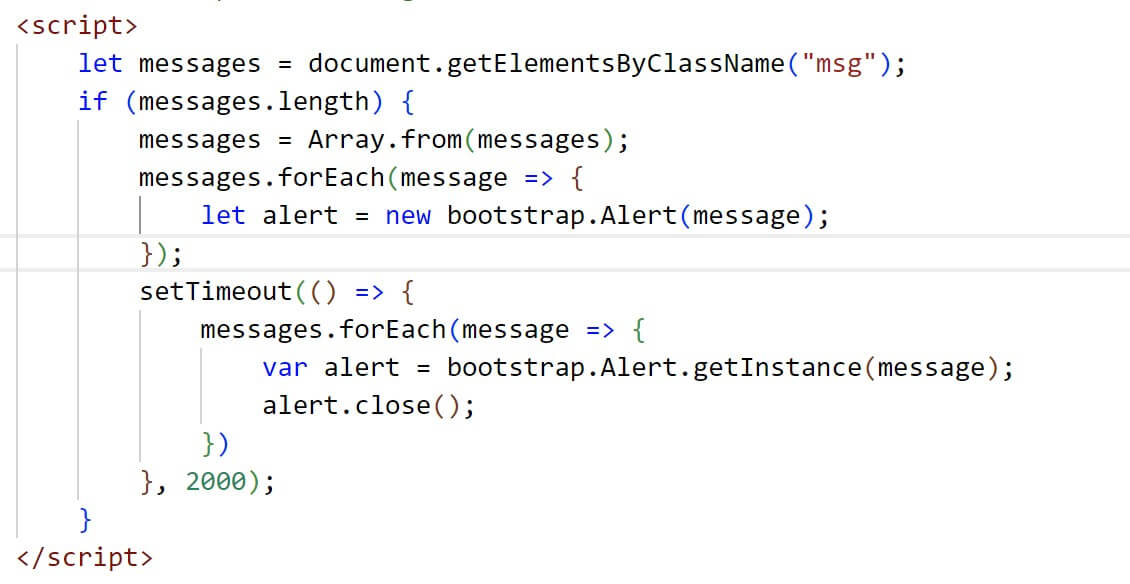 <script>
    let messages = document.getElementsByClassName("msg");
    if (messages.length) {
        messages = Array.from(messages);
        messages.forEach(message => {
            let alert = new bootstrap.Alert(message);
        });
        setTimeout(() => {
            messages.forEach(message => {
                var alert = bootstrap.Alert.getInstance(message);
                alert.close();
            })
        }, 2000);
    }
</script>